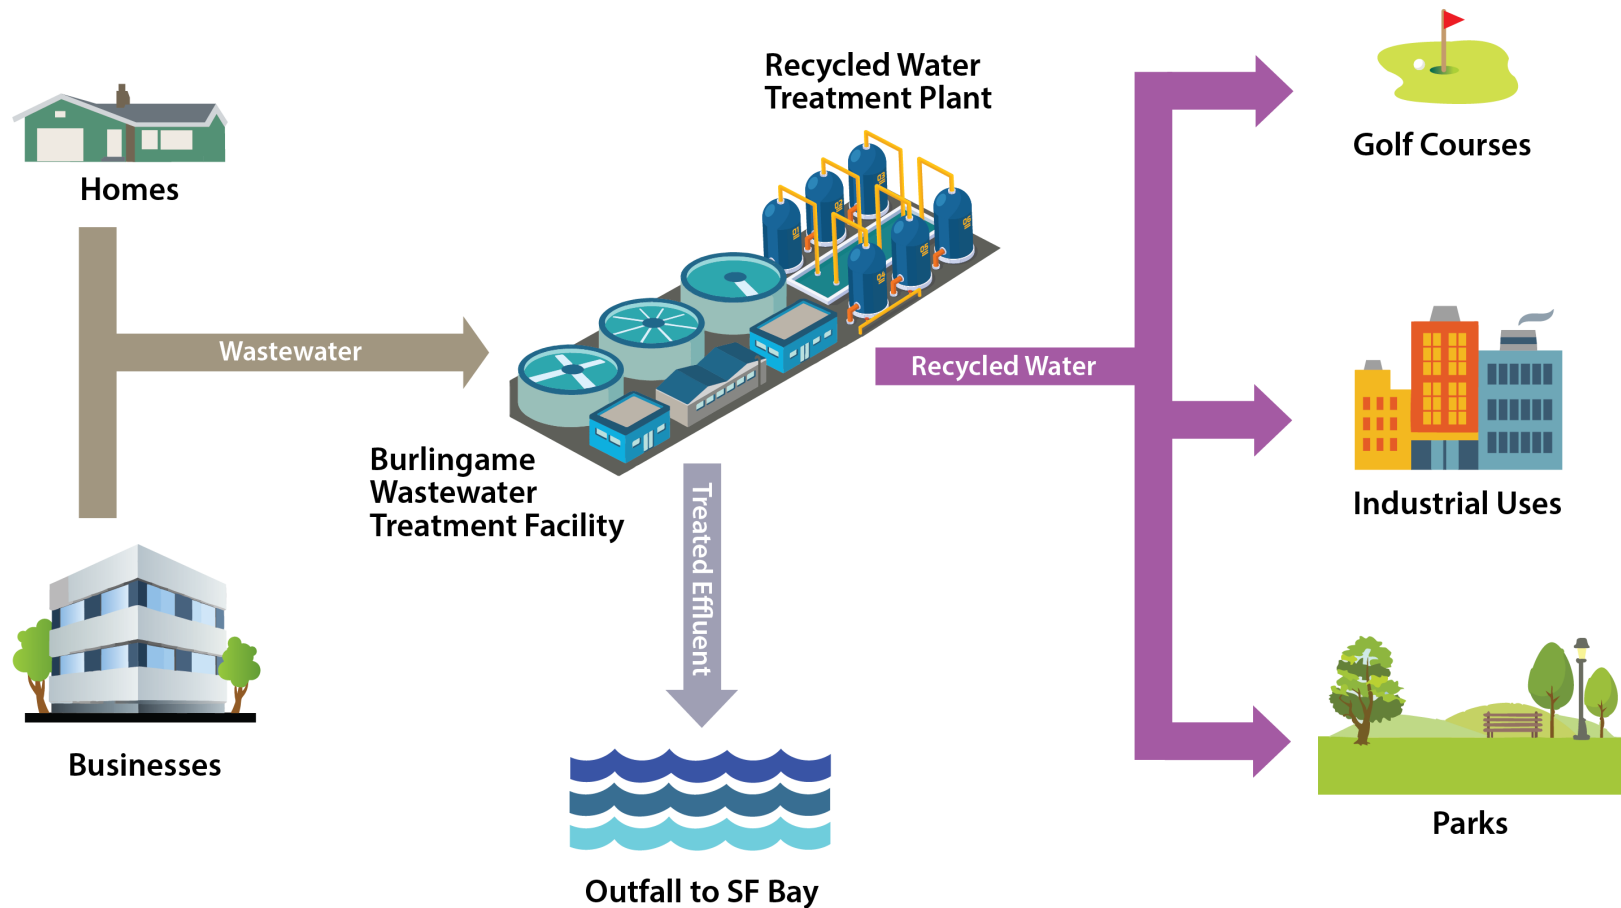 Recycled Water
Treatment Plant
Homes
Golf Courses
Wastewater
Recycled Water
Burlingame
Wastewater
Treatment Facility
Treated Effluent
Industrial Uses
Businesses
Parks
Outfall to SF Bay